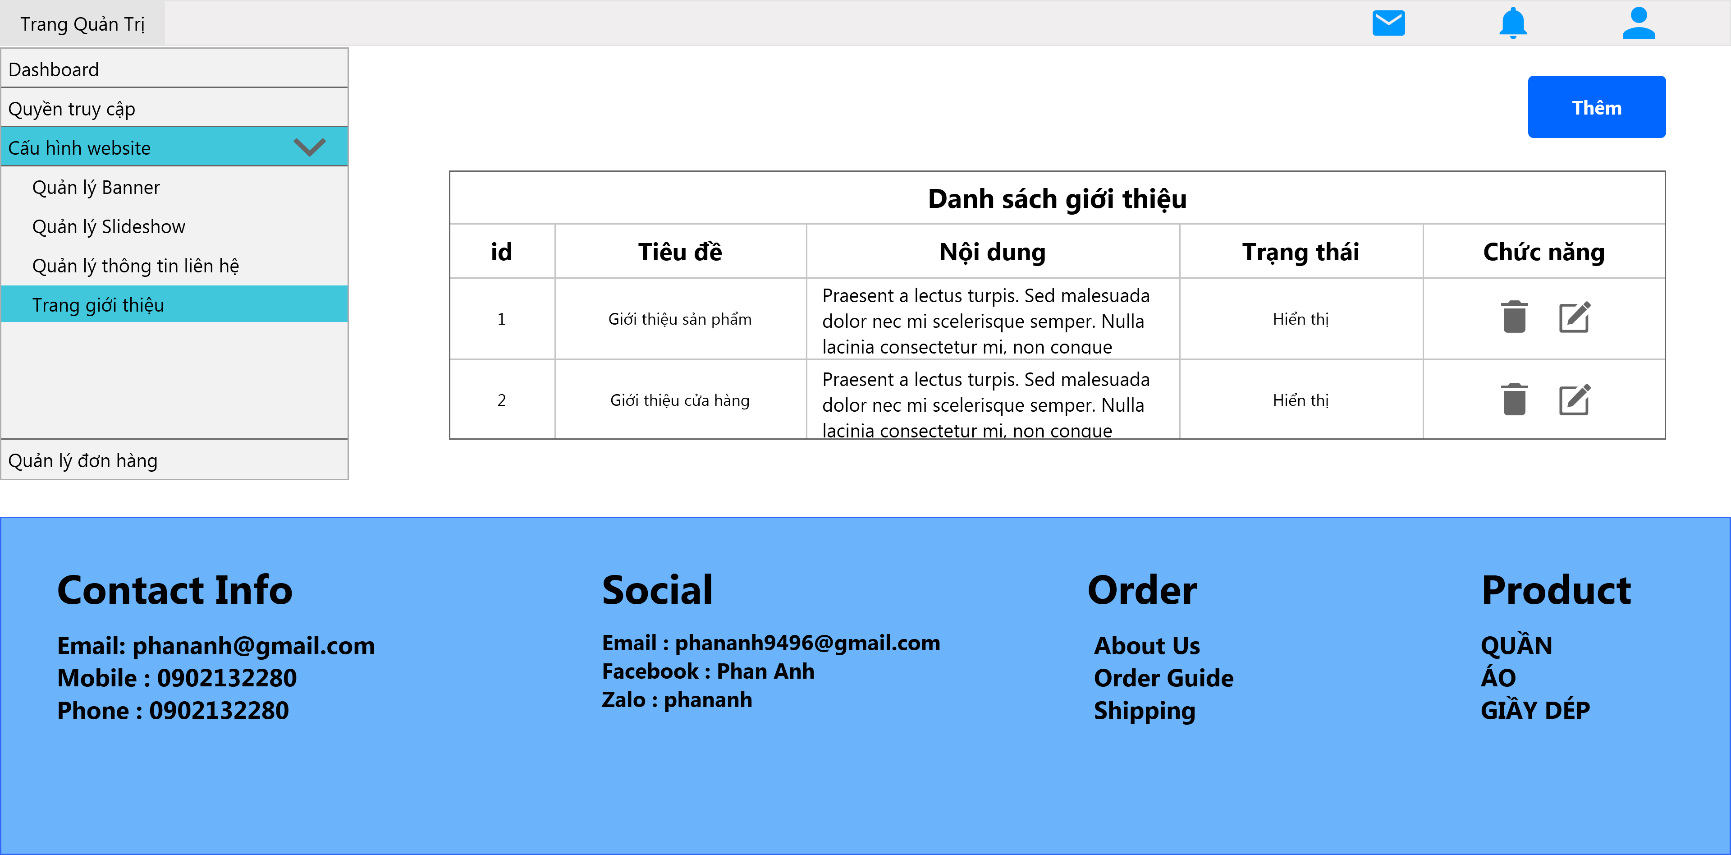 Trang Quản Trị
Dashboard
Quyền truy cập
Cấu hình website
Quản lý Banner
Quản lý Slideshow
Quản lý thông tin liên hệ
Trang giới thiệu
Quản lý đơn hàng
Thêm
Danh sách giới thiệu
id Tiêu đề Nội dung Trạng thái Chức năng
1 Giới thiệu sản phẩm Praesent a lectus turpis. Sed malesuada
dolor nec mi scelerisque semper. Nulla
lacinia consectetur mi, non congue
Hiển thị
2 Giới thiệu cửa hàng Praesent a lectus turpis. Sed malesuada
dolor nec mi scelerisque semper. Nulla
lacinia consectetur mi, non congue
Hiển thị
Contact Info
Email: phananh@gmail.com
Mobile : 0902132280
Phone : 0902132280
Social
Email : phananh9496@gmail.com
Facebook : Phan Anh
Zalo : phananh
Order
About Us
Order Guide
Shipping
Product
QUẦN
ÁO
GIẦY DÉP